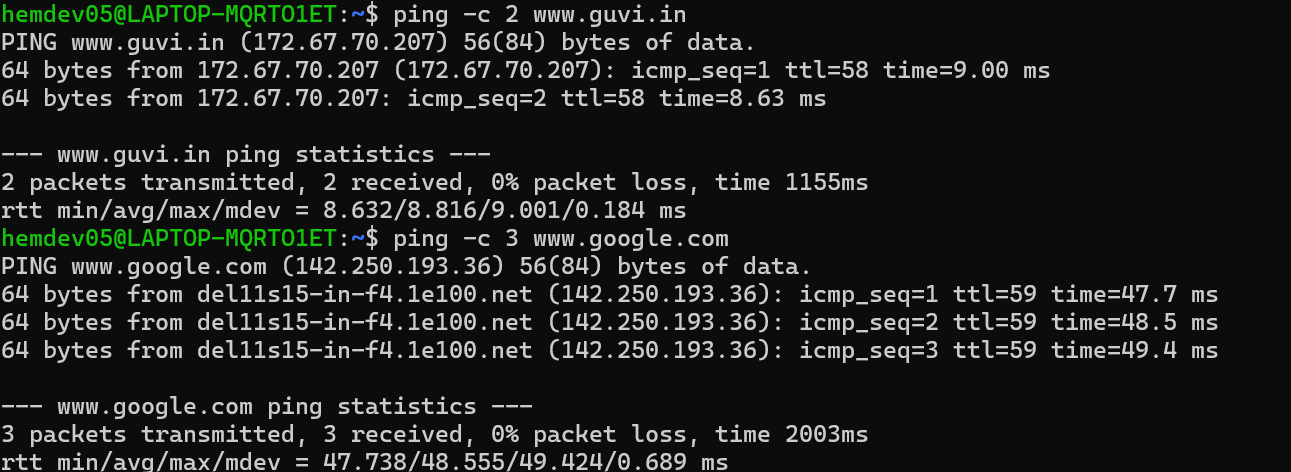 hemdev05@LAPTOP-MQRTO1ET:~$ ping -c 2 www.guvi.in
PING www.guvi.in (172.67.70.207) 56(84) bytes of data.
64 bytes from 172.67.70.207 (172.67.70.207): icmp_seq=1 ttl=58 time=9.00 ms
64 bytes from 172.67.70.207: icmp_seq=2 ttl=58 time=8.63 ms
--- www.guvi.in ping statistics ---
2 packets transmitted, 2 received, 0% packet loss, time 1155ms
rtt min/avg/max/mdev = 8.632/8.816/9.001/0.184 ms
hemdev05@LAPTOP-MQRTO1ET:~$ ping -c 3 www.google.com
PING www.google.com (142.250.193.36) 56(84) bytes of data.
64 bytes from del11s15-in-f4.1e100.net (142.250.193.36): icmp_seq=1 ttl=59 time=47.7 ms
64 bytes from del11s15-in-f4.1e100.net (142.250.193.36): icmp_seq=2 ttl=59 time=48.5 ms
64 bytes from del11s15-in-f4.1e100.net (142.250.193.36): icmp_seq=3 ttl=59 time=49.4 ms
--- www.google.com ping statistics ---
3 packets transmitted, 3 received, 0% packet loss, time 2003ms
rtt min/avg/max/mdev = 47.738/48.555/49.424/0.689 ms